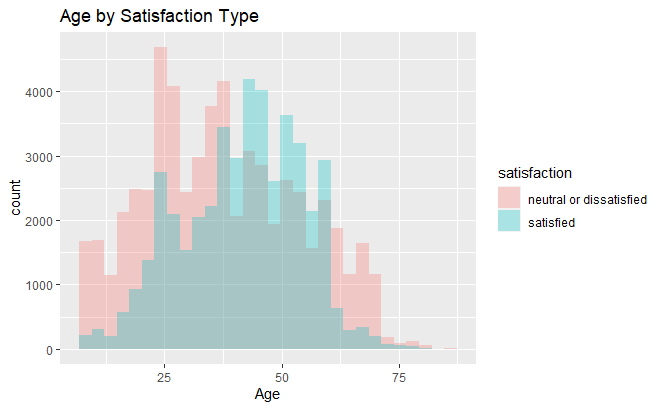 Age by Satisfaction Type
4000
3000
2000
1000
0
count
25
50
75
Age
satisfaction
neutral or dissatisfied
satisfied